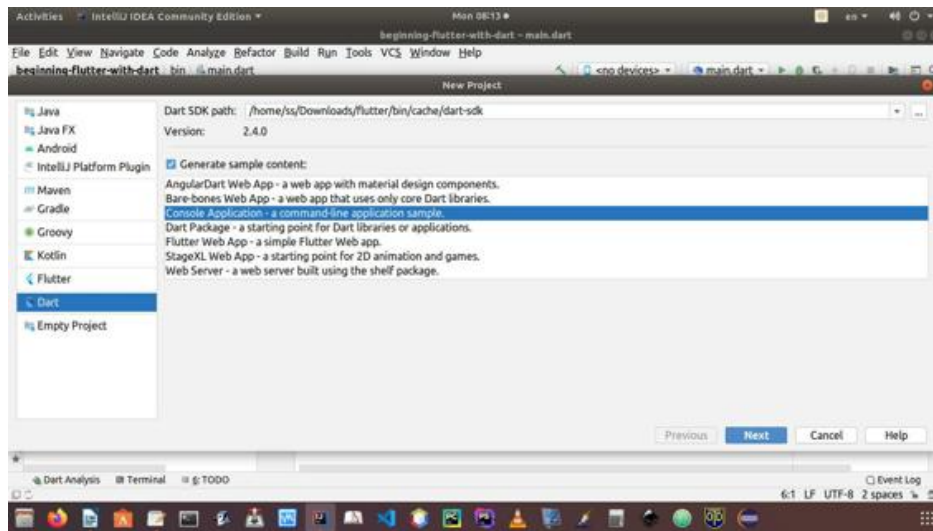 Activities IntelliJ IDEA Community Edition Mon 08:13 en
beginning-flutter-with-dart - main.dart
File Edit View Navigate Code Analyze Refactor Build Run Tools VCS Window Help
beginning-flutter-with-dart bin main.dart <no devices> main.dart
New Project
Java
Java FX
Android
IntelliJ Platform Plugin
Maven
Gradle
Groovy
Kotlin
Flutter
Dart
Empty Project
Dart SDK path: /home/ss/Downloads/flutter/bin/cache/dart-sdk
Version: 2.4.0
Generate sample content:
AngularDart Web App - a web app with material design components.
Bare-bones Web App - a web app that uses only core Dart libraries.
Console Application - a command-line application sample.
Dart Package - a starting point for Dart libraries or applications.
Flutter Web App - a simple Flutter Web app.
StageXL Web App - a starting point for 2D animation and games.
Web Server - a web server built using the shelf package.
Previous Next Cancel Help
Dart Analysis Terminal 6: TODO Event Log
6:1 LF UTF-8 2 spaces